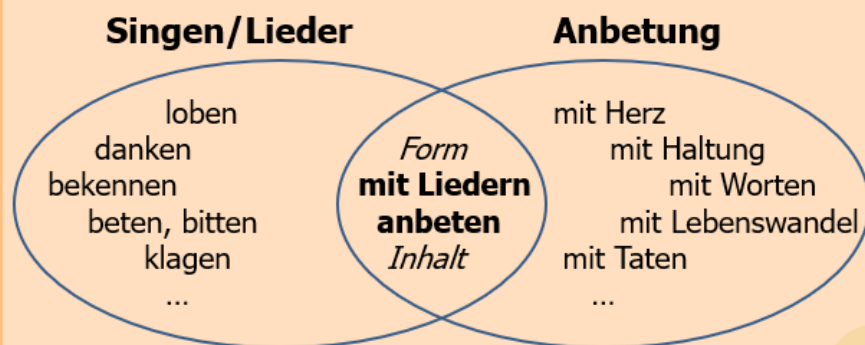 Singen/Lieder
Anbetung
loben
danken
bekennen
beten, bitten
klagen
...
Form
mit Liedern
anbeten
Inhalt
mit Herz
mit Haltung
mit Worten
mit Lebenswandel
mit Taten
...